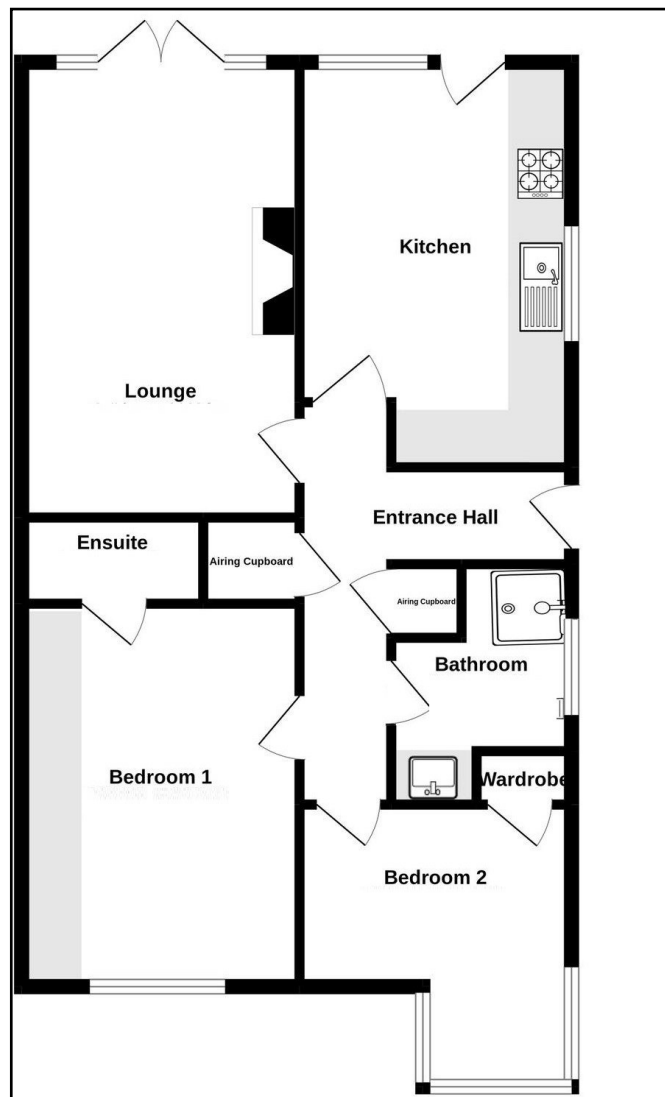 Kitchen
Lounge
Entrance Hall
Ensuite
Airing Cupboard
Airing Cupboard
Bathroom
Bedroom 1
Wardrobe
Bedroom 2